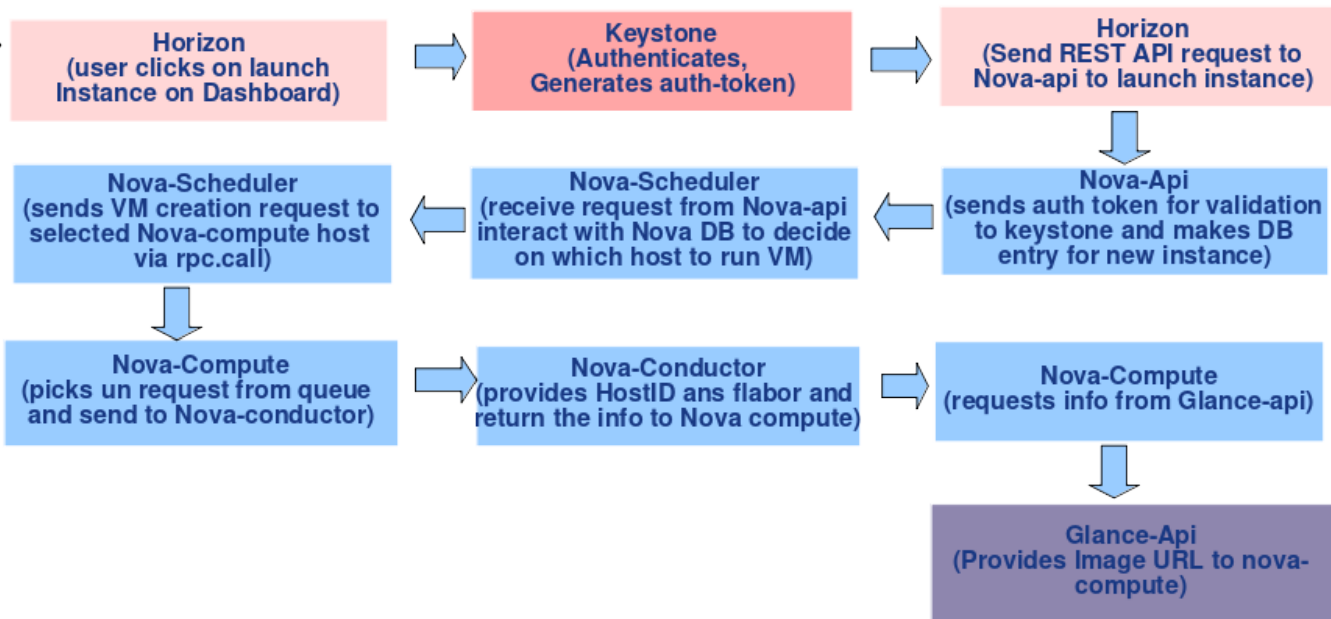 Horizon
(user clicks on launch
Instance on Dashboard)
Keystone
(Authenticates,
Generates auth-token)
Horizon
(Send REST API request to
Nova-api to launch instance)
Nova-Api
(sends auth token for validation
to keystone and makes DB
entry for new instance)
Nova-Scheduler
(receive request from Nova-api
interact with Nova DB to decide
on which host to run VM)
Nova-Scheduler
(sends VM creation request to
selected Nova-compute host
via rpc.call)
Nova-Compute
(picks un request from queue
and send to Nova-conductor)
Nova-Conductor
(provides HostID ans flabor and
return the info to Nova compute)
Nova-Compute
(requests info from Glance-api)
Glance-Api
(Provides Image URL to nova-
compute)